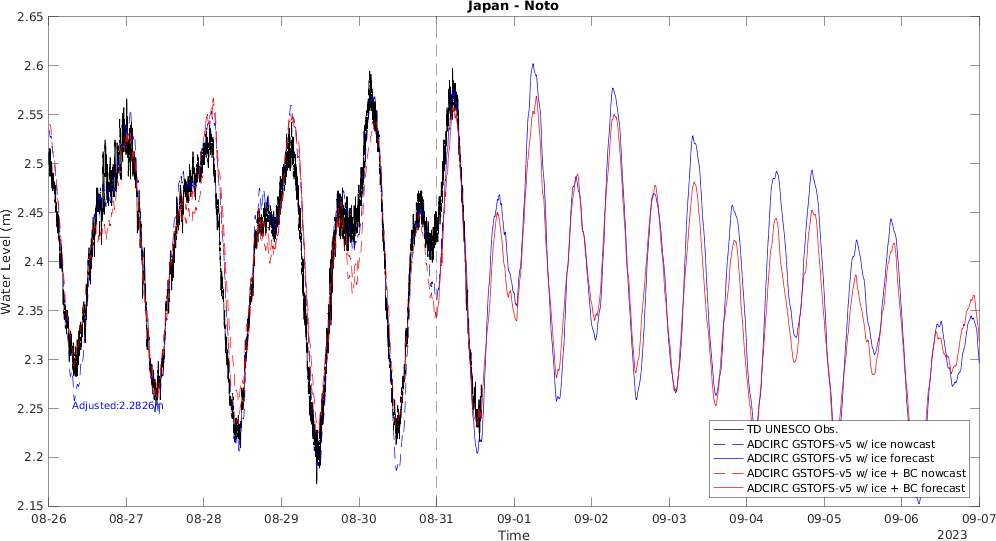 Japan - Noto
2.65
2.6
2.55
2.5
2.45
2.4
2.35
2.3
2.25
2.2
2.15
Water Level (m)
Adjusted:2.2826m
TD UNESCO Obs.
ADCIRC GSTOFS-v5 w/ ice nowcast
ADCIRC GSTOFS-v5 w/ ice forecast
ADCIRC GSTOFS-v5 w/ ice + BC nowcast
ADCIRC GSTOFS-v5 w/ ice + BC forecast
08-26 08-27 08-28 08-29 08-30 08-31 09-01 09-02 09-03 09-04 09-05 09-06 09-07
Time
2023